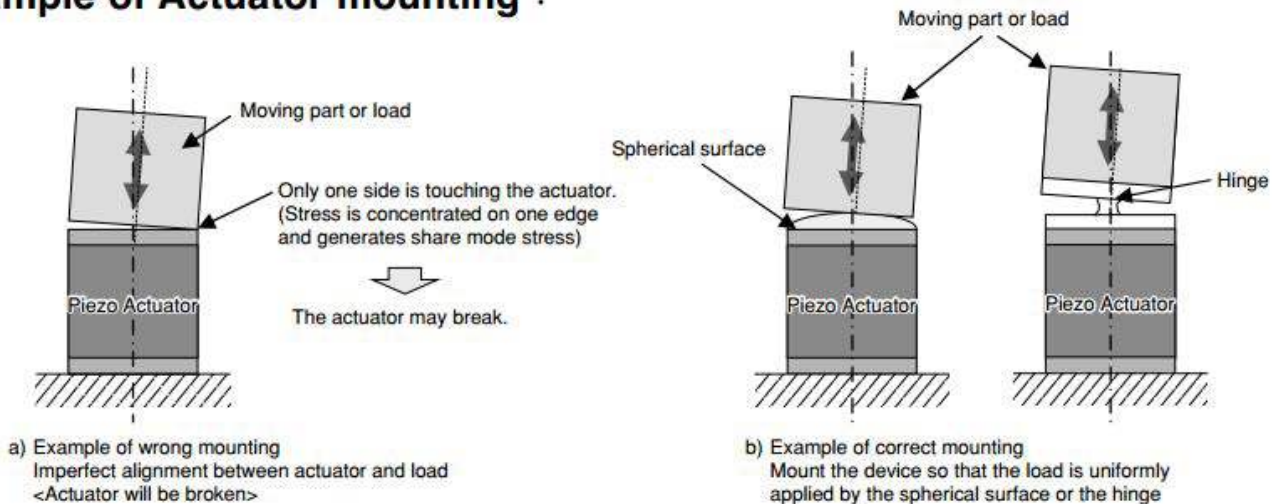 mple of Actuator mounting :
Moving part or load
Only one side is touching the actuator.
(Stress is concentrated on one edge
and generates share mode stress)
The actuator may break.
Piezo Actuator
a) Example of wrong mounting
Imperfect alignment between actuator and load
<Actuator will be broken>
Moving part or load
Spherical surface
Hinge
Piezo Actuator
Piezo Actuator
b) Example of correct mounting
Mount the device so that the load is uniformly
applied by the spherical surface or the hinge